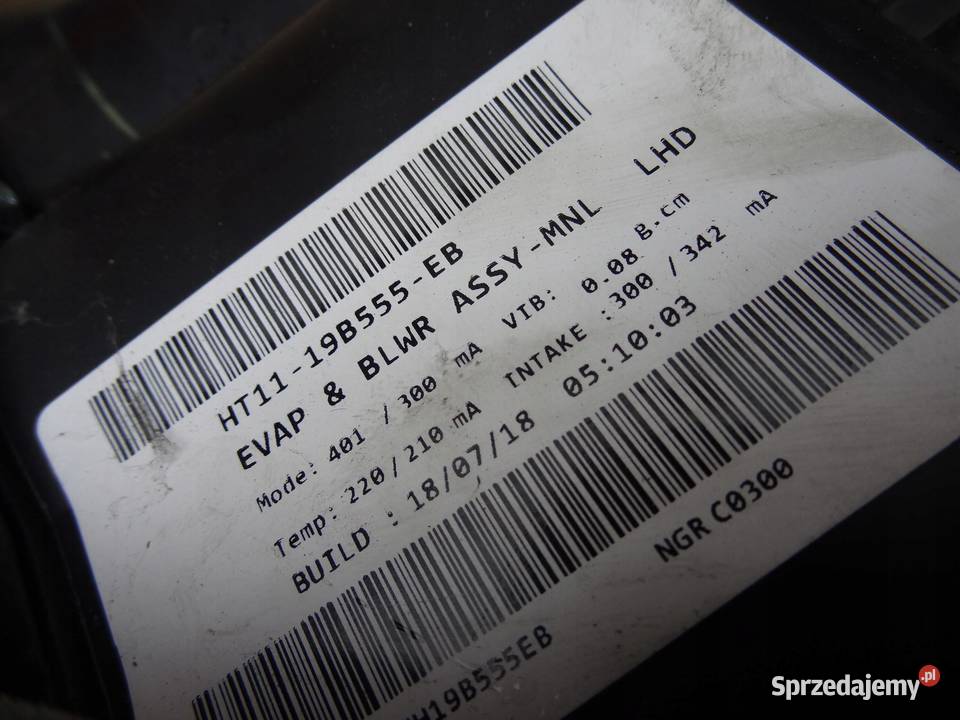 HT11-19B555-EB
EVAP & BLWR ASSY-MNL LHD
Mode: 401 /300 mA VIB: 0.08 g.cm
Temp: 220/210 mA INTAKE :300 /342 mA
BUILD : 18/07/18 05:10:03
NGR C0300
H19B555EB
Sprzedajemy.pl